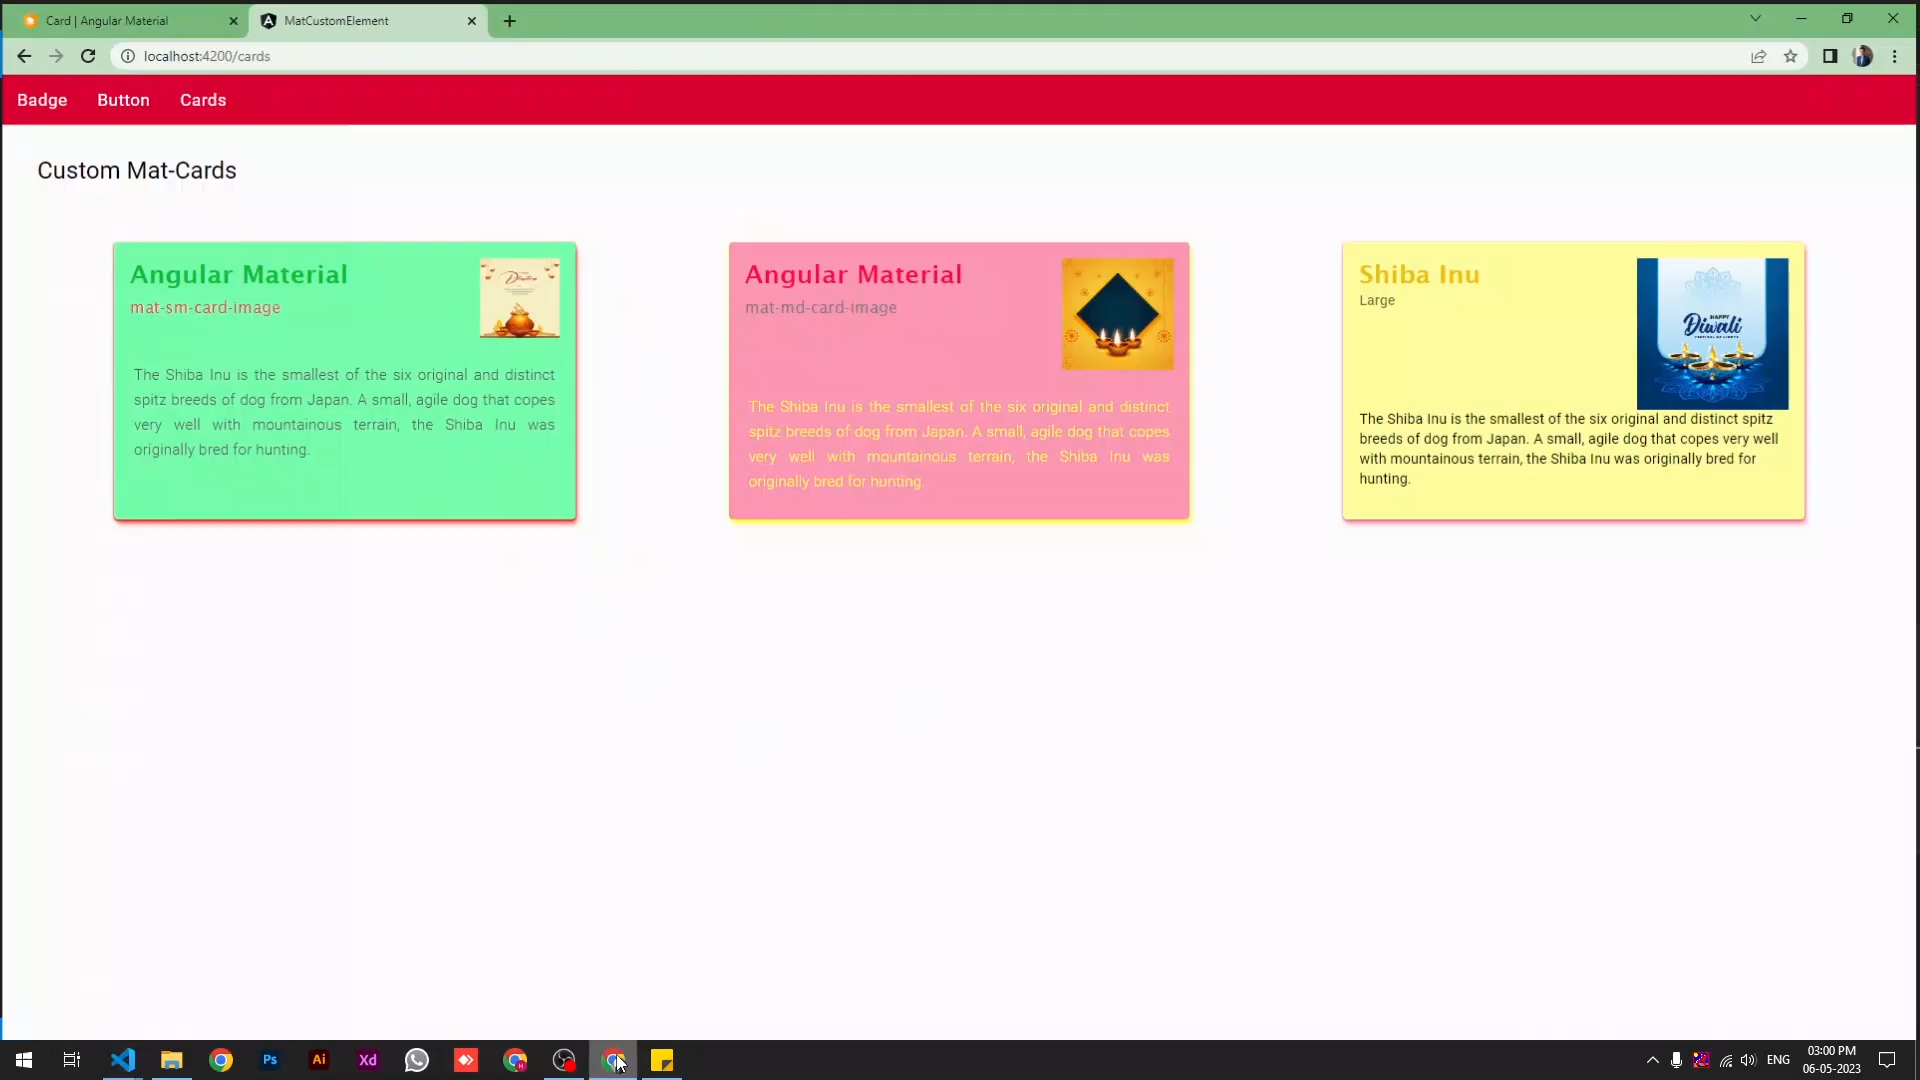 Card | Angular Material
MatCustomElement
localhost:4200/cards
Badge
Button
Cards
Custom Mat-Cards
Angular Material
mat-sm-card-image
The Shiba Inu is the smallest of the six original and distinct
spitz breeds of dog from Japan. A small, agile dog that copes
very well with mountainous terrain, the Shiba Inu was
originally bred for hunting.
Angular Material
mat-md-card-image
The Shiba Inu is the smallest of the six original and distinct
spitz breeds of dog from Japan. A small, agile dog that copes
very well with mountainous terrain, the Shiba Inu was
originally bred for hunting.
Shiba Inu
Large
HAPPY
Diwali
The Shiba Inu is the smallest of the six original and distinct spitz
breeds of dog from Japan. A small, agile dog that copes very well
with mountainous terrain, the Shiba Inu was originally bred for
hunting.
Ps
Ai
Xd
ENG
03:00 PM
06-05-2023